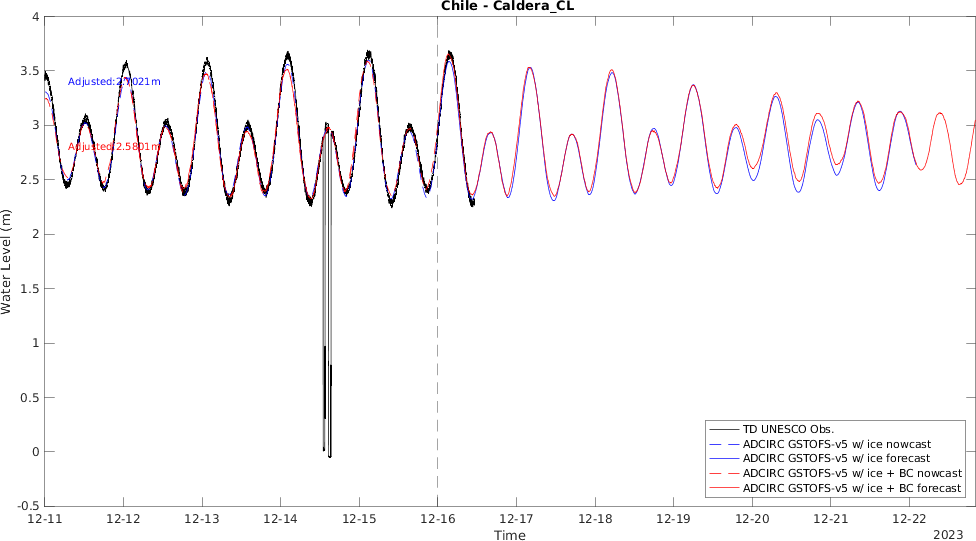 Chile - Caldera_CL
Water Level (m)
4
3.5
3
2.5
2
1.5
1
0.5
0
-0.5
Adjusted:2.7021m
Adjusted:2.5801m
TD UNESCO Obs.
ADCIRC GSTOFS-v5 w/ ice nowcast
ADCIRC GSTOFS-v5 w/ ice forecast
ADCIRC GSTOFS-v5 w/ ice + BC nowcast
ADCIRC GSTOFS-v5 w/ ice + BC forecast
12-11 12-12 12-13 12-14 12-15 12-16 12-17 12-18 12-19 12-20 12-21 12-22
Time
2023